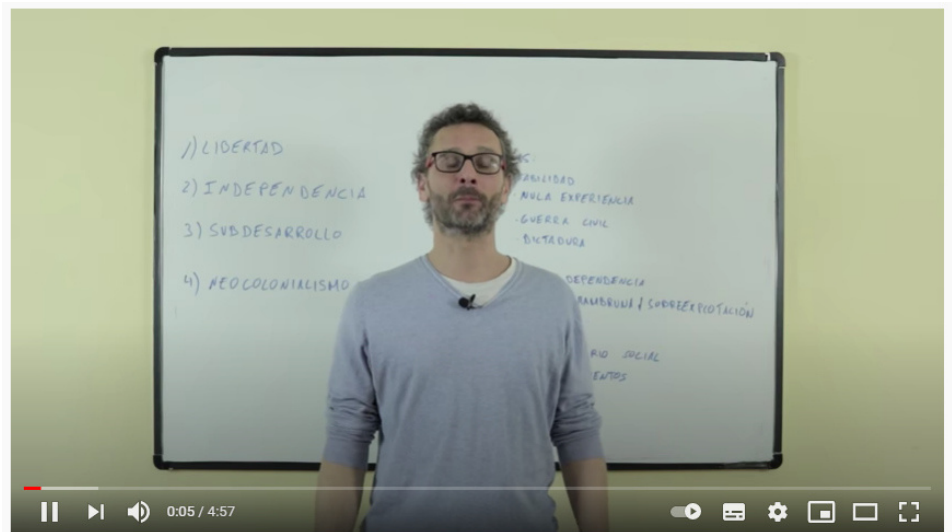 1) LIBERTAD
2) INDEPENDENCIA
3) SUBDESARROLLO
4) NEOCOLONIALISMO
NULA EXPERIENCIA
- GUERRA CIVIL
- DICTADURA
DEPENDENCIA
HAMBRUNA / SOBREEXPLOTACIÓN
SOCIAL
0:05 / 4:57